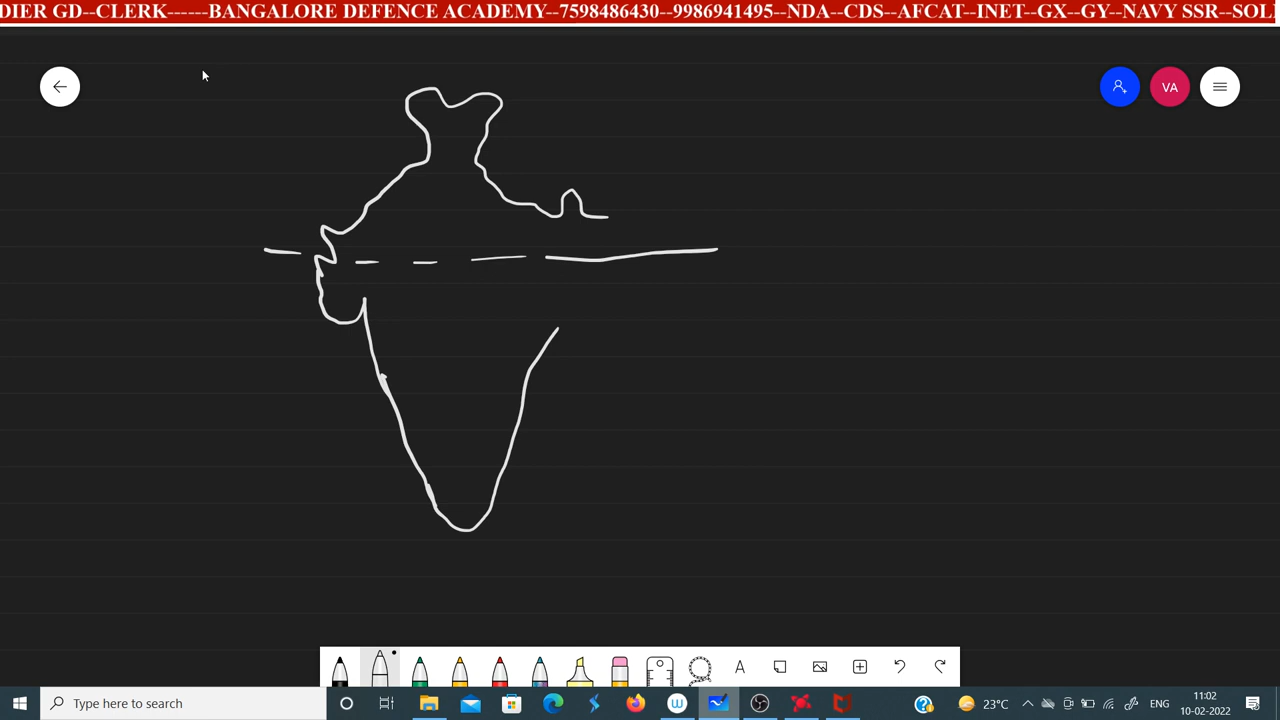 DIER GD--CLERK------BANGALORE DEFENCE ACADEMY--7598486430--9986941495--NDA--CDS--AFCAT--INET--GX--GY--NAVY SSR--SOL
VA
A
Type here to search
23°C
ENG
11:02
10-02-2022